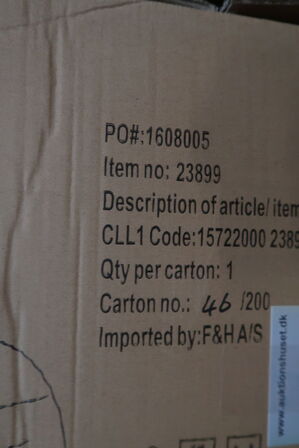 PO#:1608005
Item no: 23899
Description of article/ item
CLL1 Code:15722000 2389
Qty per carton: 1
Carton no.: 46 /200
Imported by:F&H A/S
www.auktionshuset.dk